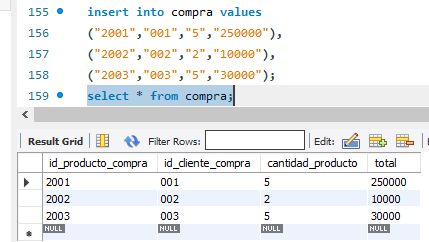 155 insert into compra values
156 ("2001","001","5","250000"),
157 ("2002","002","2","10000"),
158 ("2003","003","5","30000");
159 select * from compra;
Result Grid Filter Rows: Edit:
id_producto_compra id_cliente_compra cantidad_producto total
2001 001 5 250000
2002 002 2 10000
2003 003 5 30000
NULL NULL NULL NULL